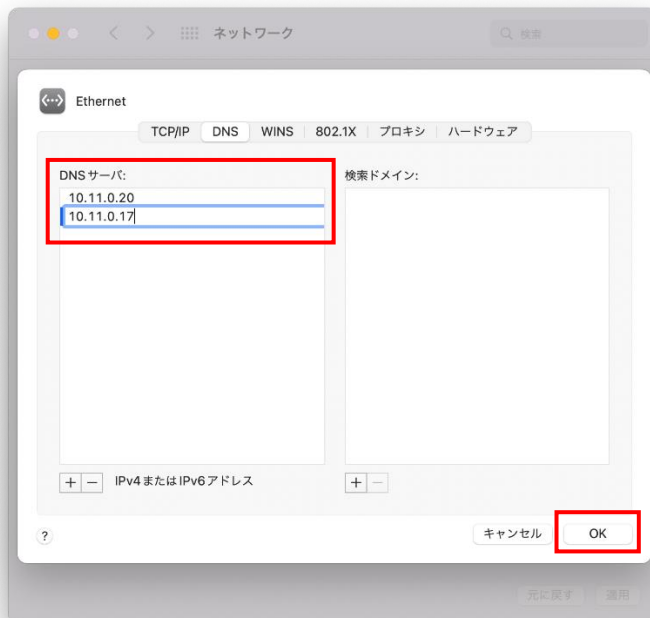 ネットワーク
検索
Ethernet
TCP/IP DNS WINS 802.1X プロキシ ハードウェア
DNSサーバ:
検索ドメイン:
10.11.0.20
10.11.0.17
+ − IPv4またはIPv6アドレス
+ −
? キャンセル OK
元に戻す 適用